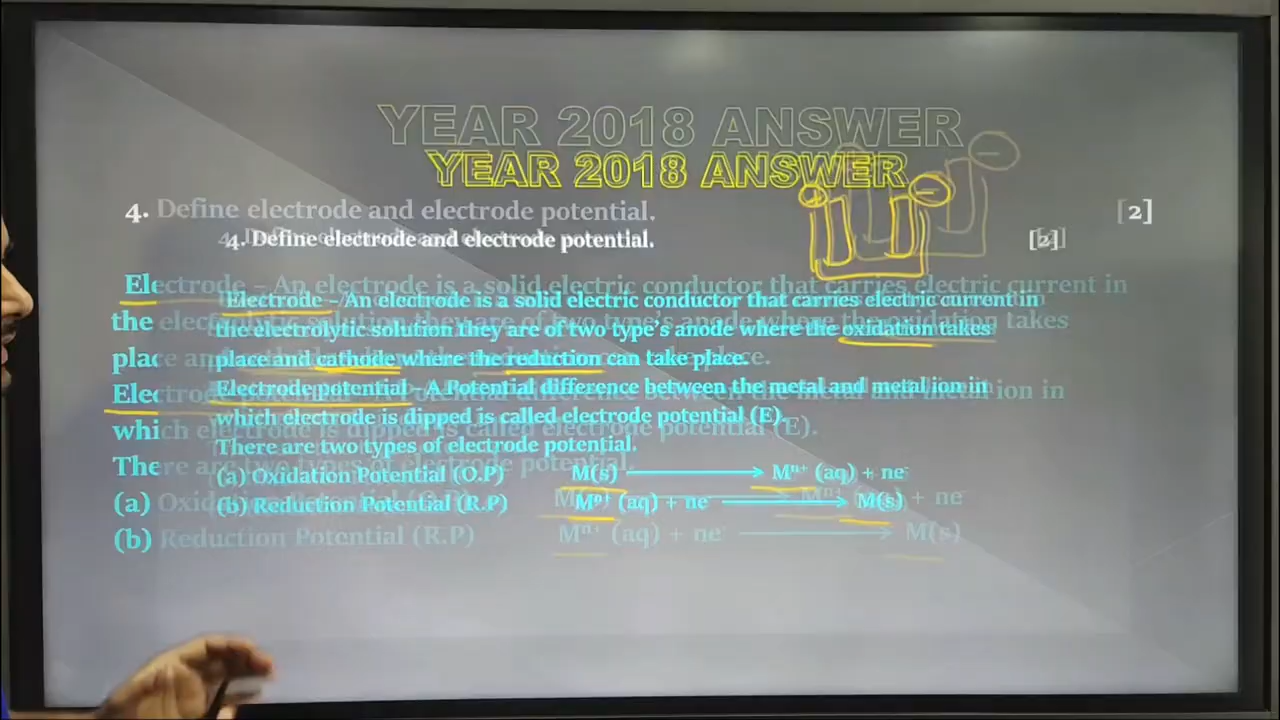 YEAR 2018 ANSWER
4. Define electrode and electrode potential. [2]
Electrode – An electrode is a solid electric conductor that carries electric current in
the electrolytic solution they are of two type's anode where the oxidation takes
place and cathode where the reduction can take place.
Electrode potential – A Potential difference between the metal and metal ion in
which electrode is dipped is called electrode potential (E).
There are two types of electrode potential.
(a) Oxidation Potential (O.P) M(s) ⟶ Mⁿ⁺ (aq) + ne⁻
(b) Reduction Potential (R.P) Mⁿ⁺ (aq) + ne⁻ ⟶ M(s)